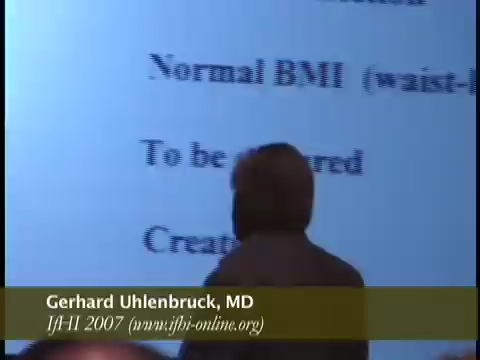 Normal BMI (waist-
To be
Creat
Gerhard Uhlenbruck, MD
IfHI 2007 (www.ifhi-online.org)